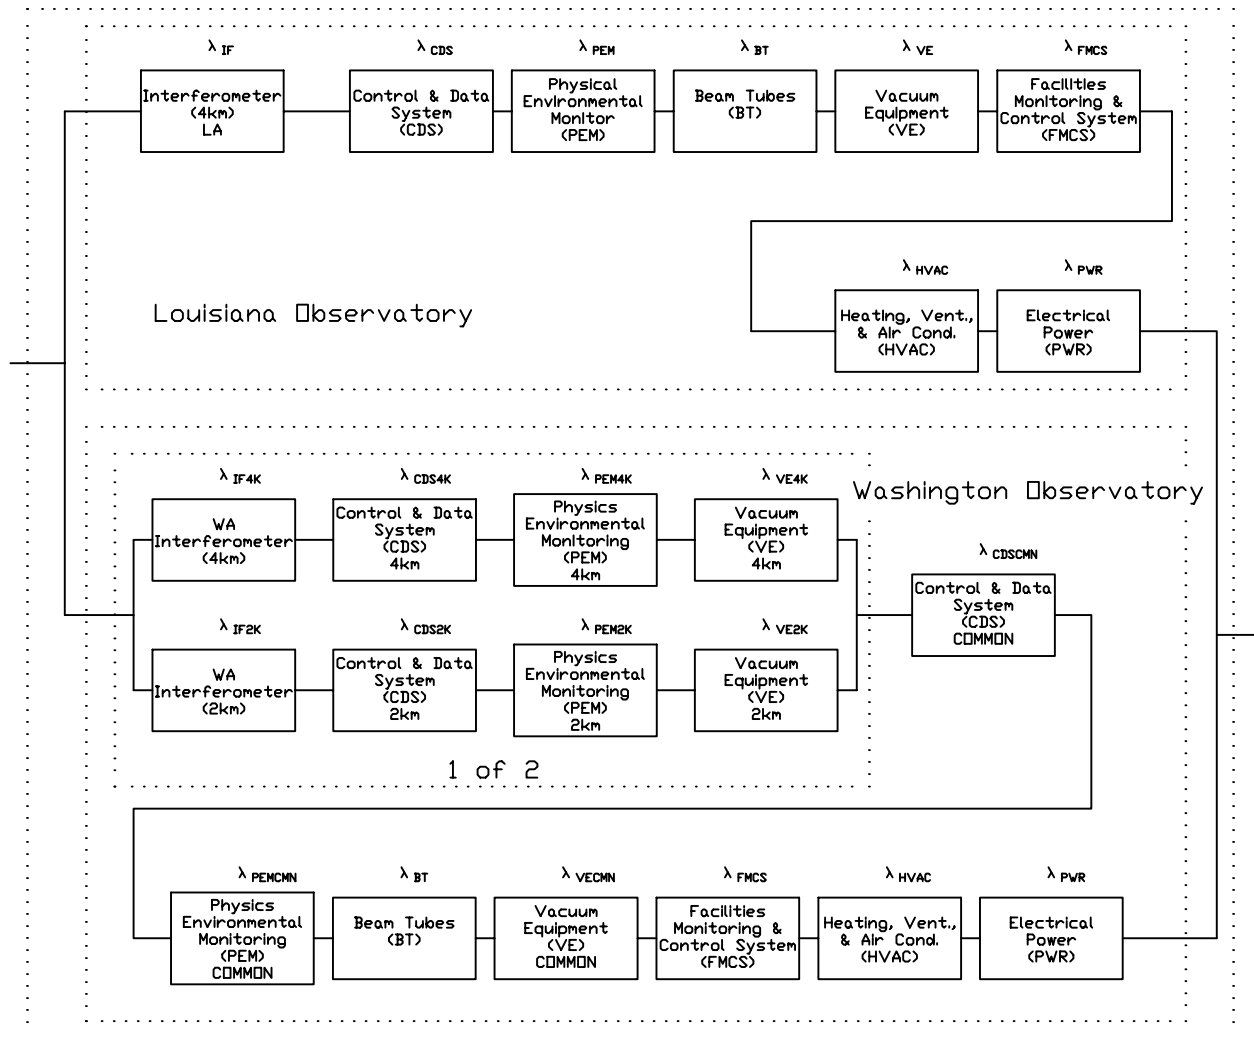 λ IF
λ CDS
λ PEM
λ BT
λ VE
λ FMCS
Interferometer
(4km)
LA
Control & Data
System
(CDS)
Physical
Environmental
Monitor
(PEM)
Beam Tubes
(BT)
Vacuum
Equipment
(VE)
Facilities
Monitoring &
Control System
(FMCS)
λ HVAC
λ PWR
Louisiana Observatory
Heating, Vent.,
& Air Cond.
(HVAC)
Electrical
Power
(PWR)
λ IF4K
λ CDS4K
λ PEM4K
λ VE4K
Washington Observatory
WA
Interferometer
(4km)
Control & Data
System
(CDS)
4km
Physics
Environmental
Monitoring
(PEM)
4km
Vacuum
Equipment
(VE)
4km
λ CDSCMN
Control & Data
System
(CDS)
COMMON
λ IF2K
λ CDS2K
λ PEM2K
λ VE2K
WA
Interferometer
(2km)
Control & Data
System
(CDS)
2km
Physics
Environmental
Monitoring
(PEM)
2km
Vacuum
Equipment
(VE)
2km
1 of 2
λ PEMCMN
λ BT
λ VECMN
λ FMCS
λ HVAC
λ PWR
Physics
Environmental
Monitoring
(PEM)
COMMON
Beam Tubes
(BT)
Vacuum
Equipment
(VE)
COMMON
Facilities
Monitoring &
Control System
(FMCS)
Heating, Vent.,
& Air Cond.
(HVAC)
Electrical
Power
(PWR)